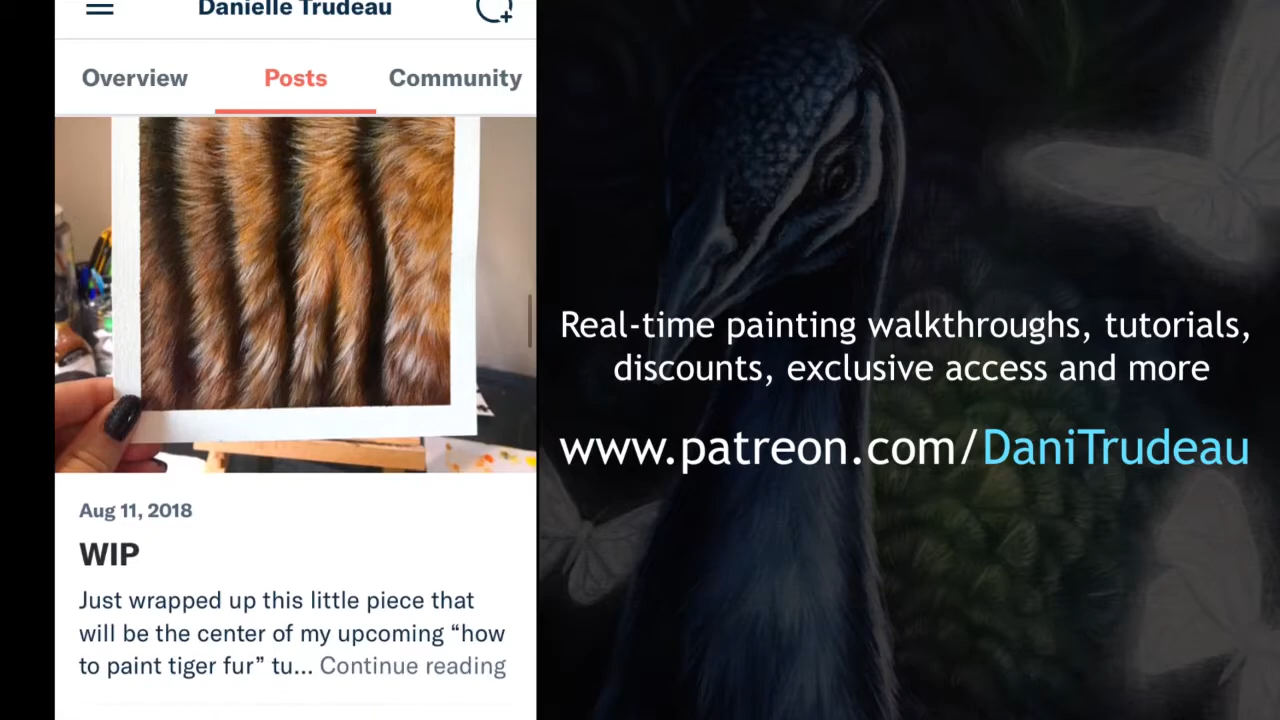 Danielle Trudeau
Overview Posts Community
Aug 11, 2018
WIP
Just wrapped up this little piece that
will be the center of my upcoming “how
to paint tiger fur” tu... Continue reading
Real-time painting walkthroughs, tutorials,
discounts, exclusive access and more
www.patreon.com/DaniTrudeau